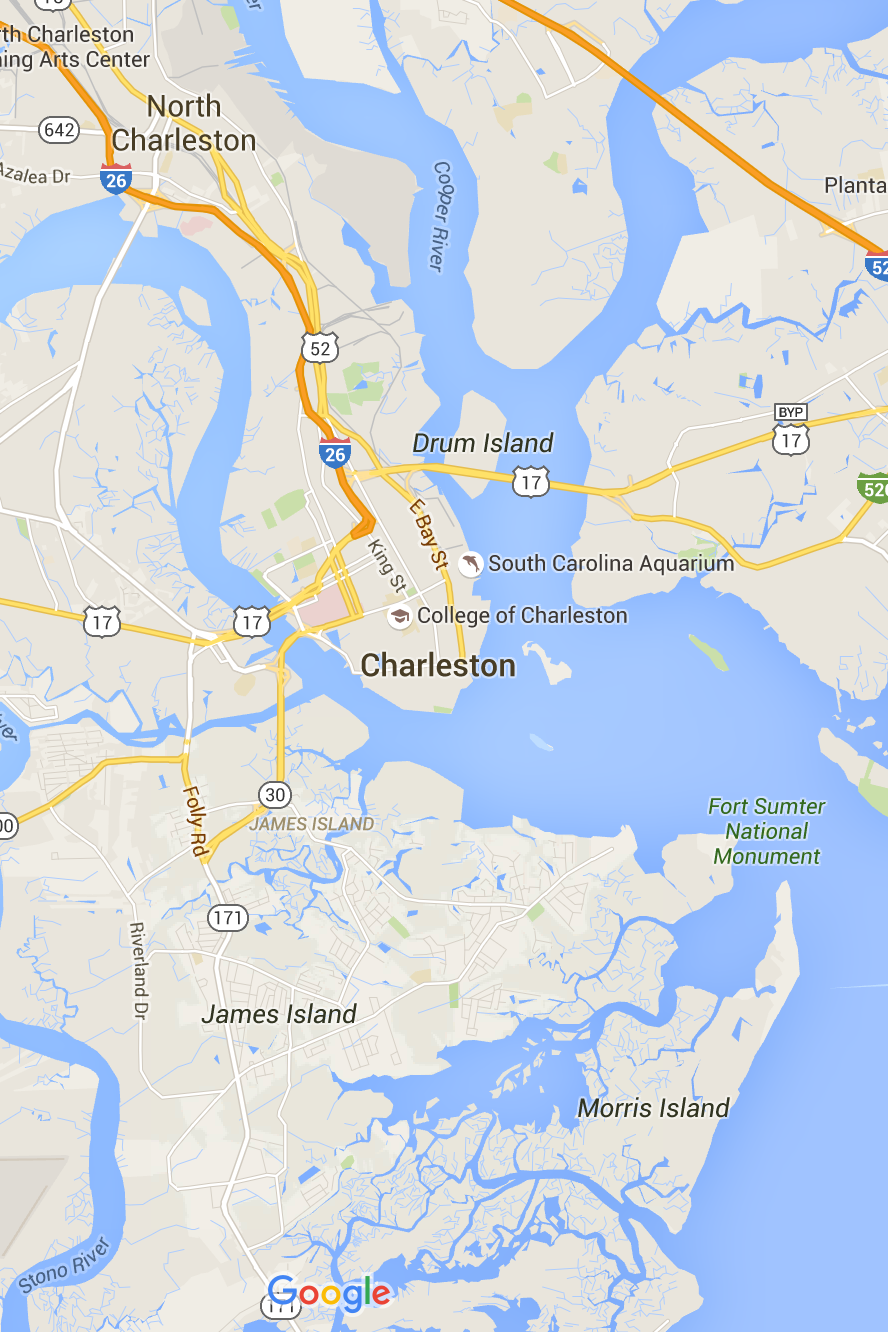 th Charleston
ing Arts Center
North
Charleston
642
Azalea Dr
26
Cooper River
Planta
52
52
Drum Island
BYP
17
26
17
E Bay St
King St
South Carolina Aquarium
College of Charleston
17
17
Charleston
Folly Rd
30
JAMES ISLAND
00
Fort Sumter
National
Monument
171
Riverland Dr
James Island
Morris Island
Stono River
Google